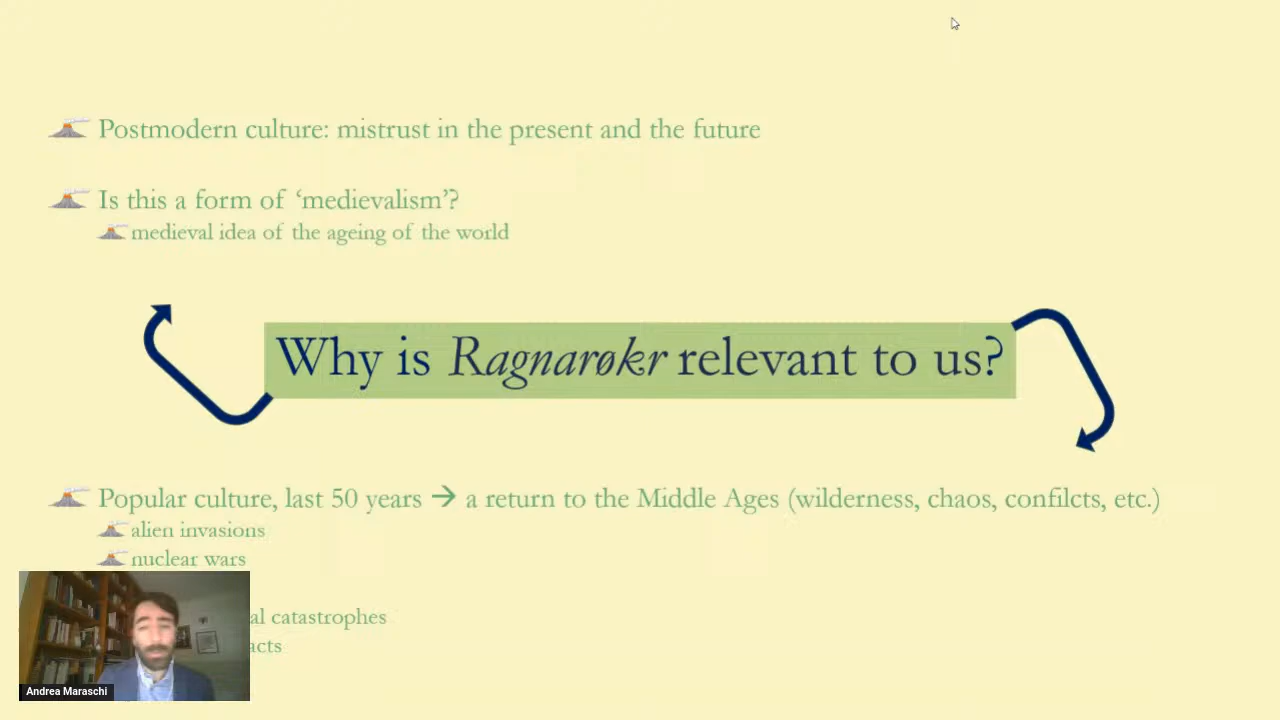 Postmodern culture: mistrust in the present and the future
Is this a form of ‘medievalism’?
medieval idea of the ageing of the world
Why is Ragnarøkr relevant to us?
Popular culture, last 50 years → a return to the Middle Ages (wilderness, chaos, confilcts, etc.)
alien invasions
nuclear wars
al catastrophes
acts
Andrea Maraschi